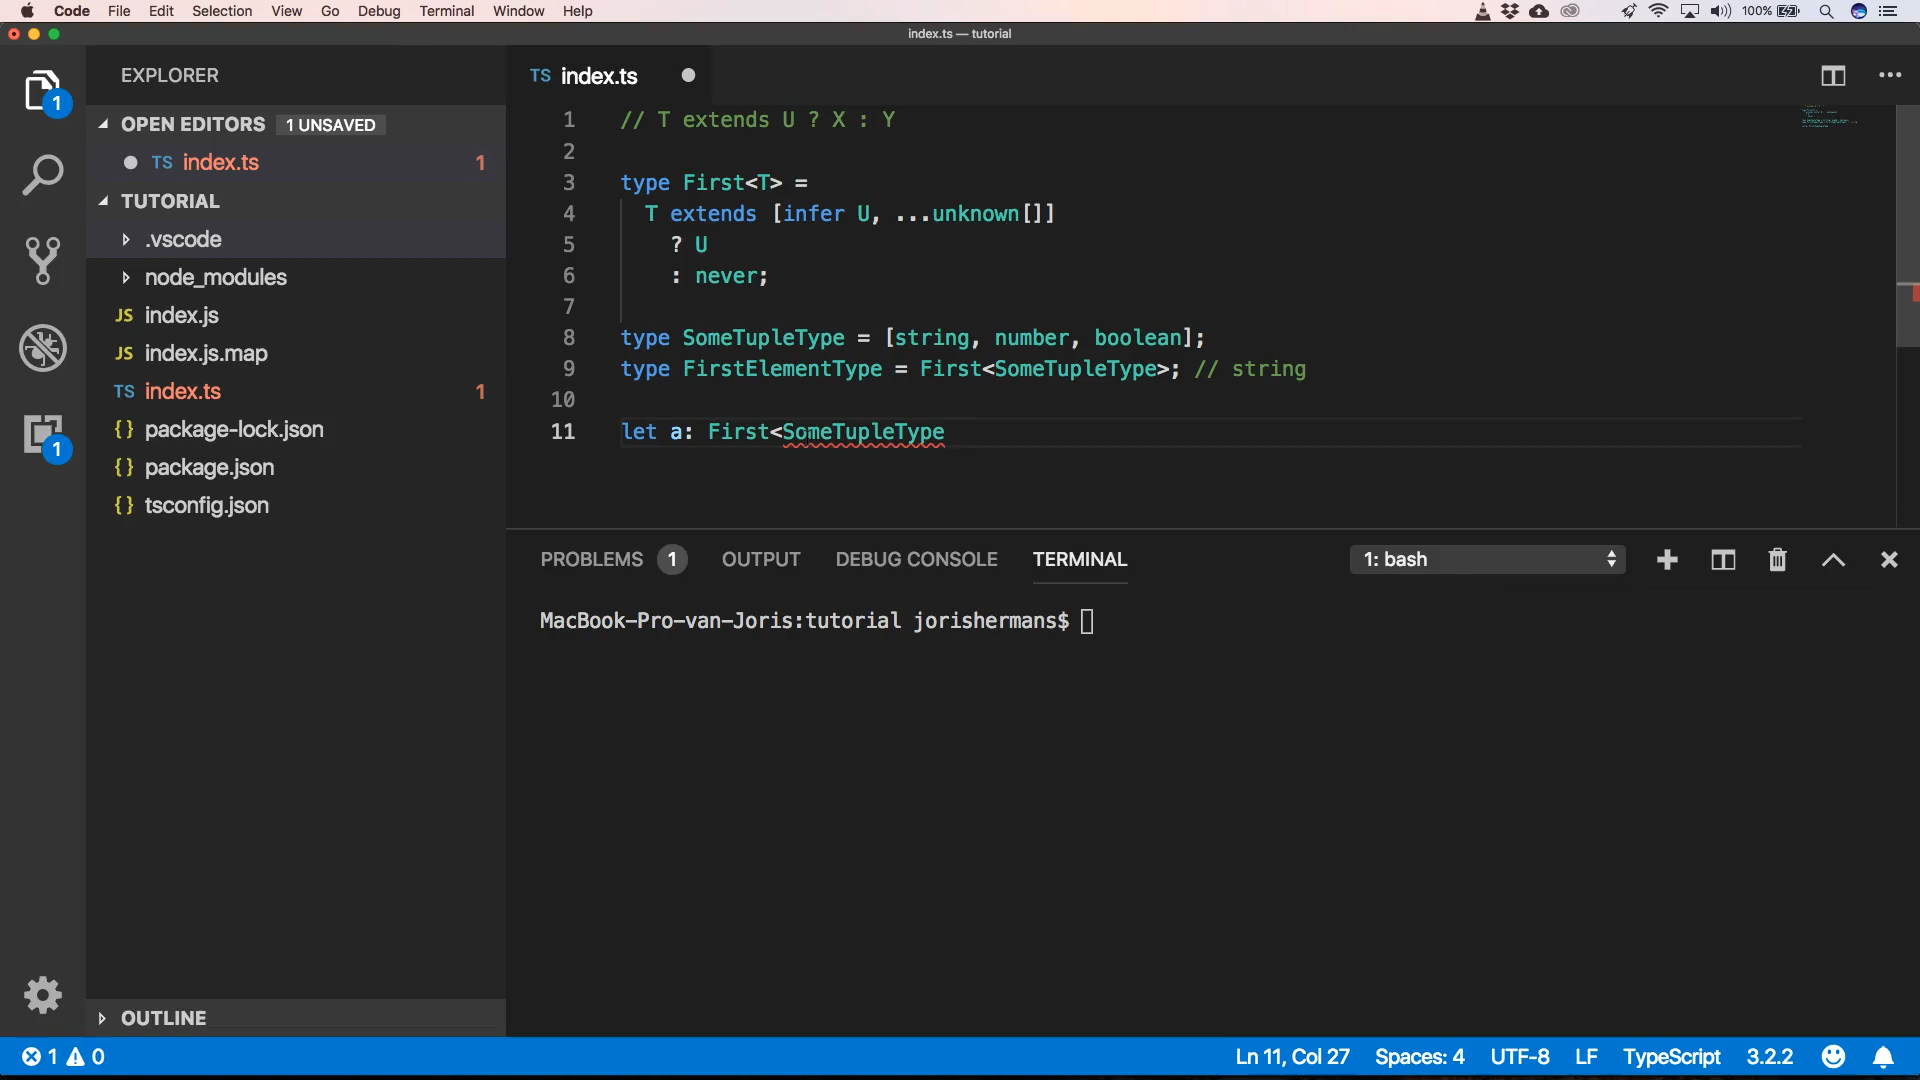 Code File Edit Selection View Go Debug Terminal Window Help 100%
index.ts — tutorial
EXPLORER
TS index.ts
1
OPEN EDITORS 1 UNSAVED
TS index.ts 1
TUTORIAL
.vscode
node_modules
JS index.js
JS index.js.map
TS index.ts 1
{} package-lock.json
{} package.json
{} tsconfig.json
1
OUTLINE
1 // T extends U ? X : Y
2
3 type First<T> =
4 T extends [infer U, ...unknown[]]
5 ? U
6 : never;
7
8 type SomeTupleType = [string, number, boolean];
9 type FirstElementType = First<SomeTupleType>; // string
10
11 let a: First<SomeTupleType
PROBLEMS 1 OUTPUT DEBUG CONSOLE TERMINAL 1: bash
MacBook-Pro-van-Joris:tutorial jorishermans$
1 0 Ln 11, Col 27 Spaces: 4 UTF-8 LF TypeScript 3.2.2